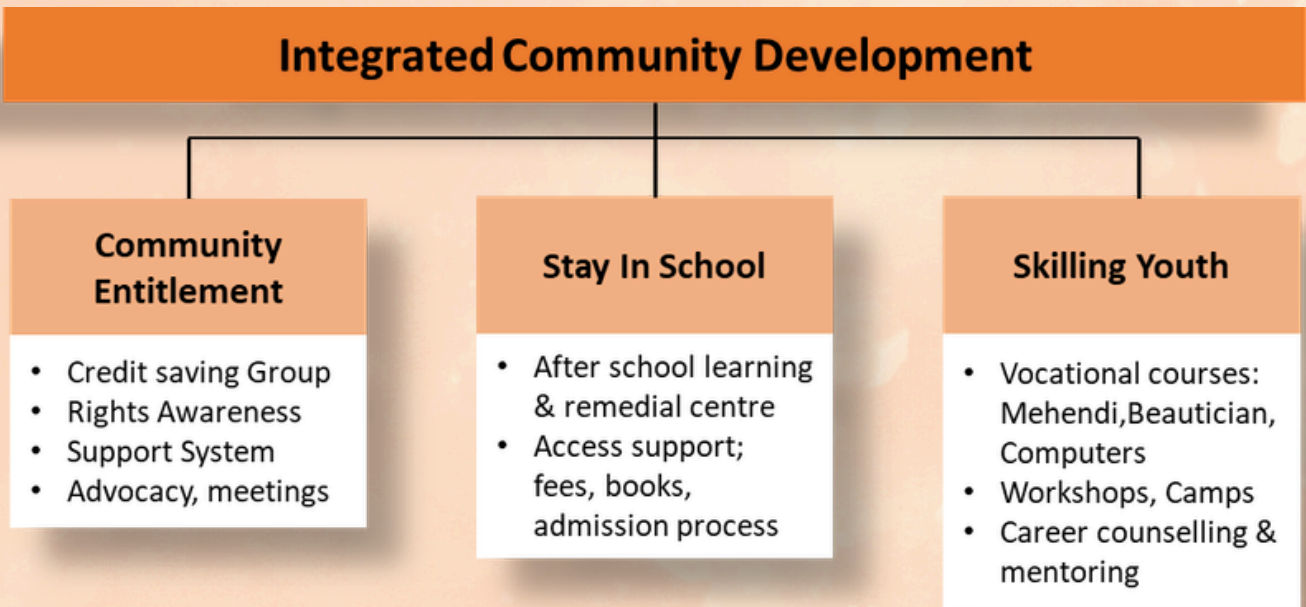 Integrated Community Development
Community
Entitlement
• Credit saving Group
• Rights Awareness
• Support System
• Advocacy, meetings
Stay In School
• After school learning
& remedial centre
• Access support;
fees, books,
admission process
Skilling Youth
• Vocational courses:
Mehendi,Beautician,
Computers
• Workshops, Camps
• Career counselling &
mentoring